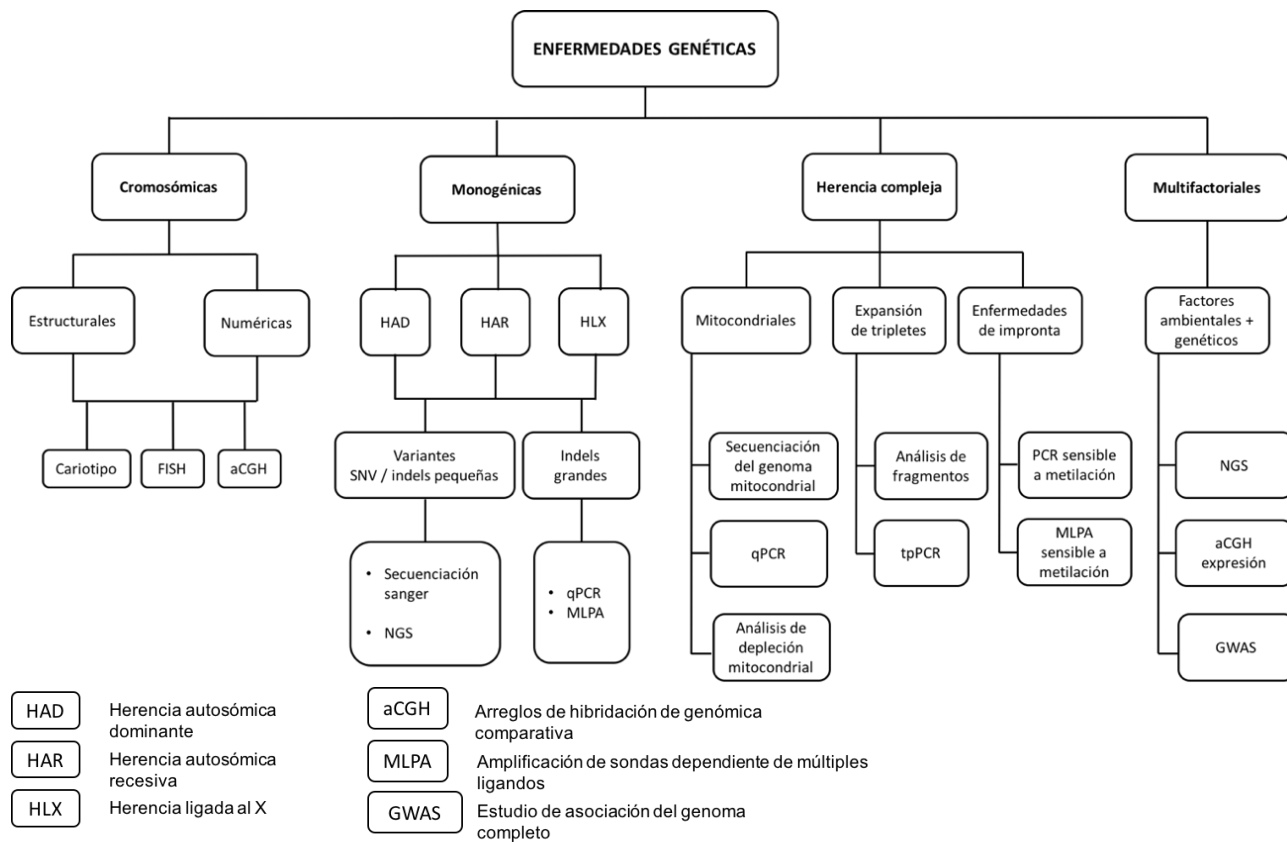 ENFERMEDADES GENÉTICAS
Cromosómicas
Monogénicas
Herencia compleja
Multifactoriales
Estructurales
Numéricas
HAD
HAR
HLX
Mitocondriales
Expansión
de tripletes
Enfermedades
de impronta
Factores
ambientales +
genéticos
Cariotipo
FISH
aCGH
Variantes
SNV / indels pequeñas
Indels
grandes
Secuenciación
del genoma
mitocondrial
Análisis de
fragmentos
PCR sensible
a metilación
NGS
• Secuenciación
sanger
• NGS
• qPCR
• MLPA
qPCR
tpPCR
MLPA
sensible a
metilación
aCGH
expresión
Análisis de
depleción
mitocondrial
GWAS
HAD
Herencia autosómica
dominante
HAR
Herencia autosómica
recesiva
HLX
Herencia ligada al X
aCGH
Arreglos de hibridación de genómica
comparativa
MLPA
Amplificación de sondas dependiente de múltiples
ligandos
GWAS
Estudio de asociación del genoma
completo